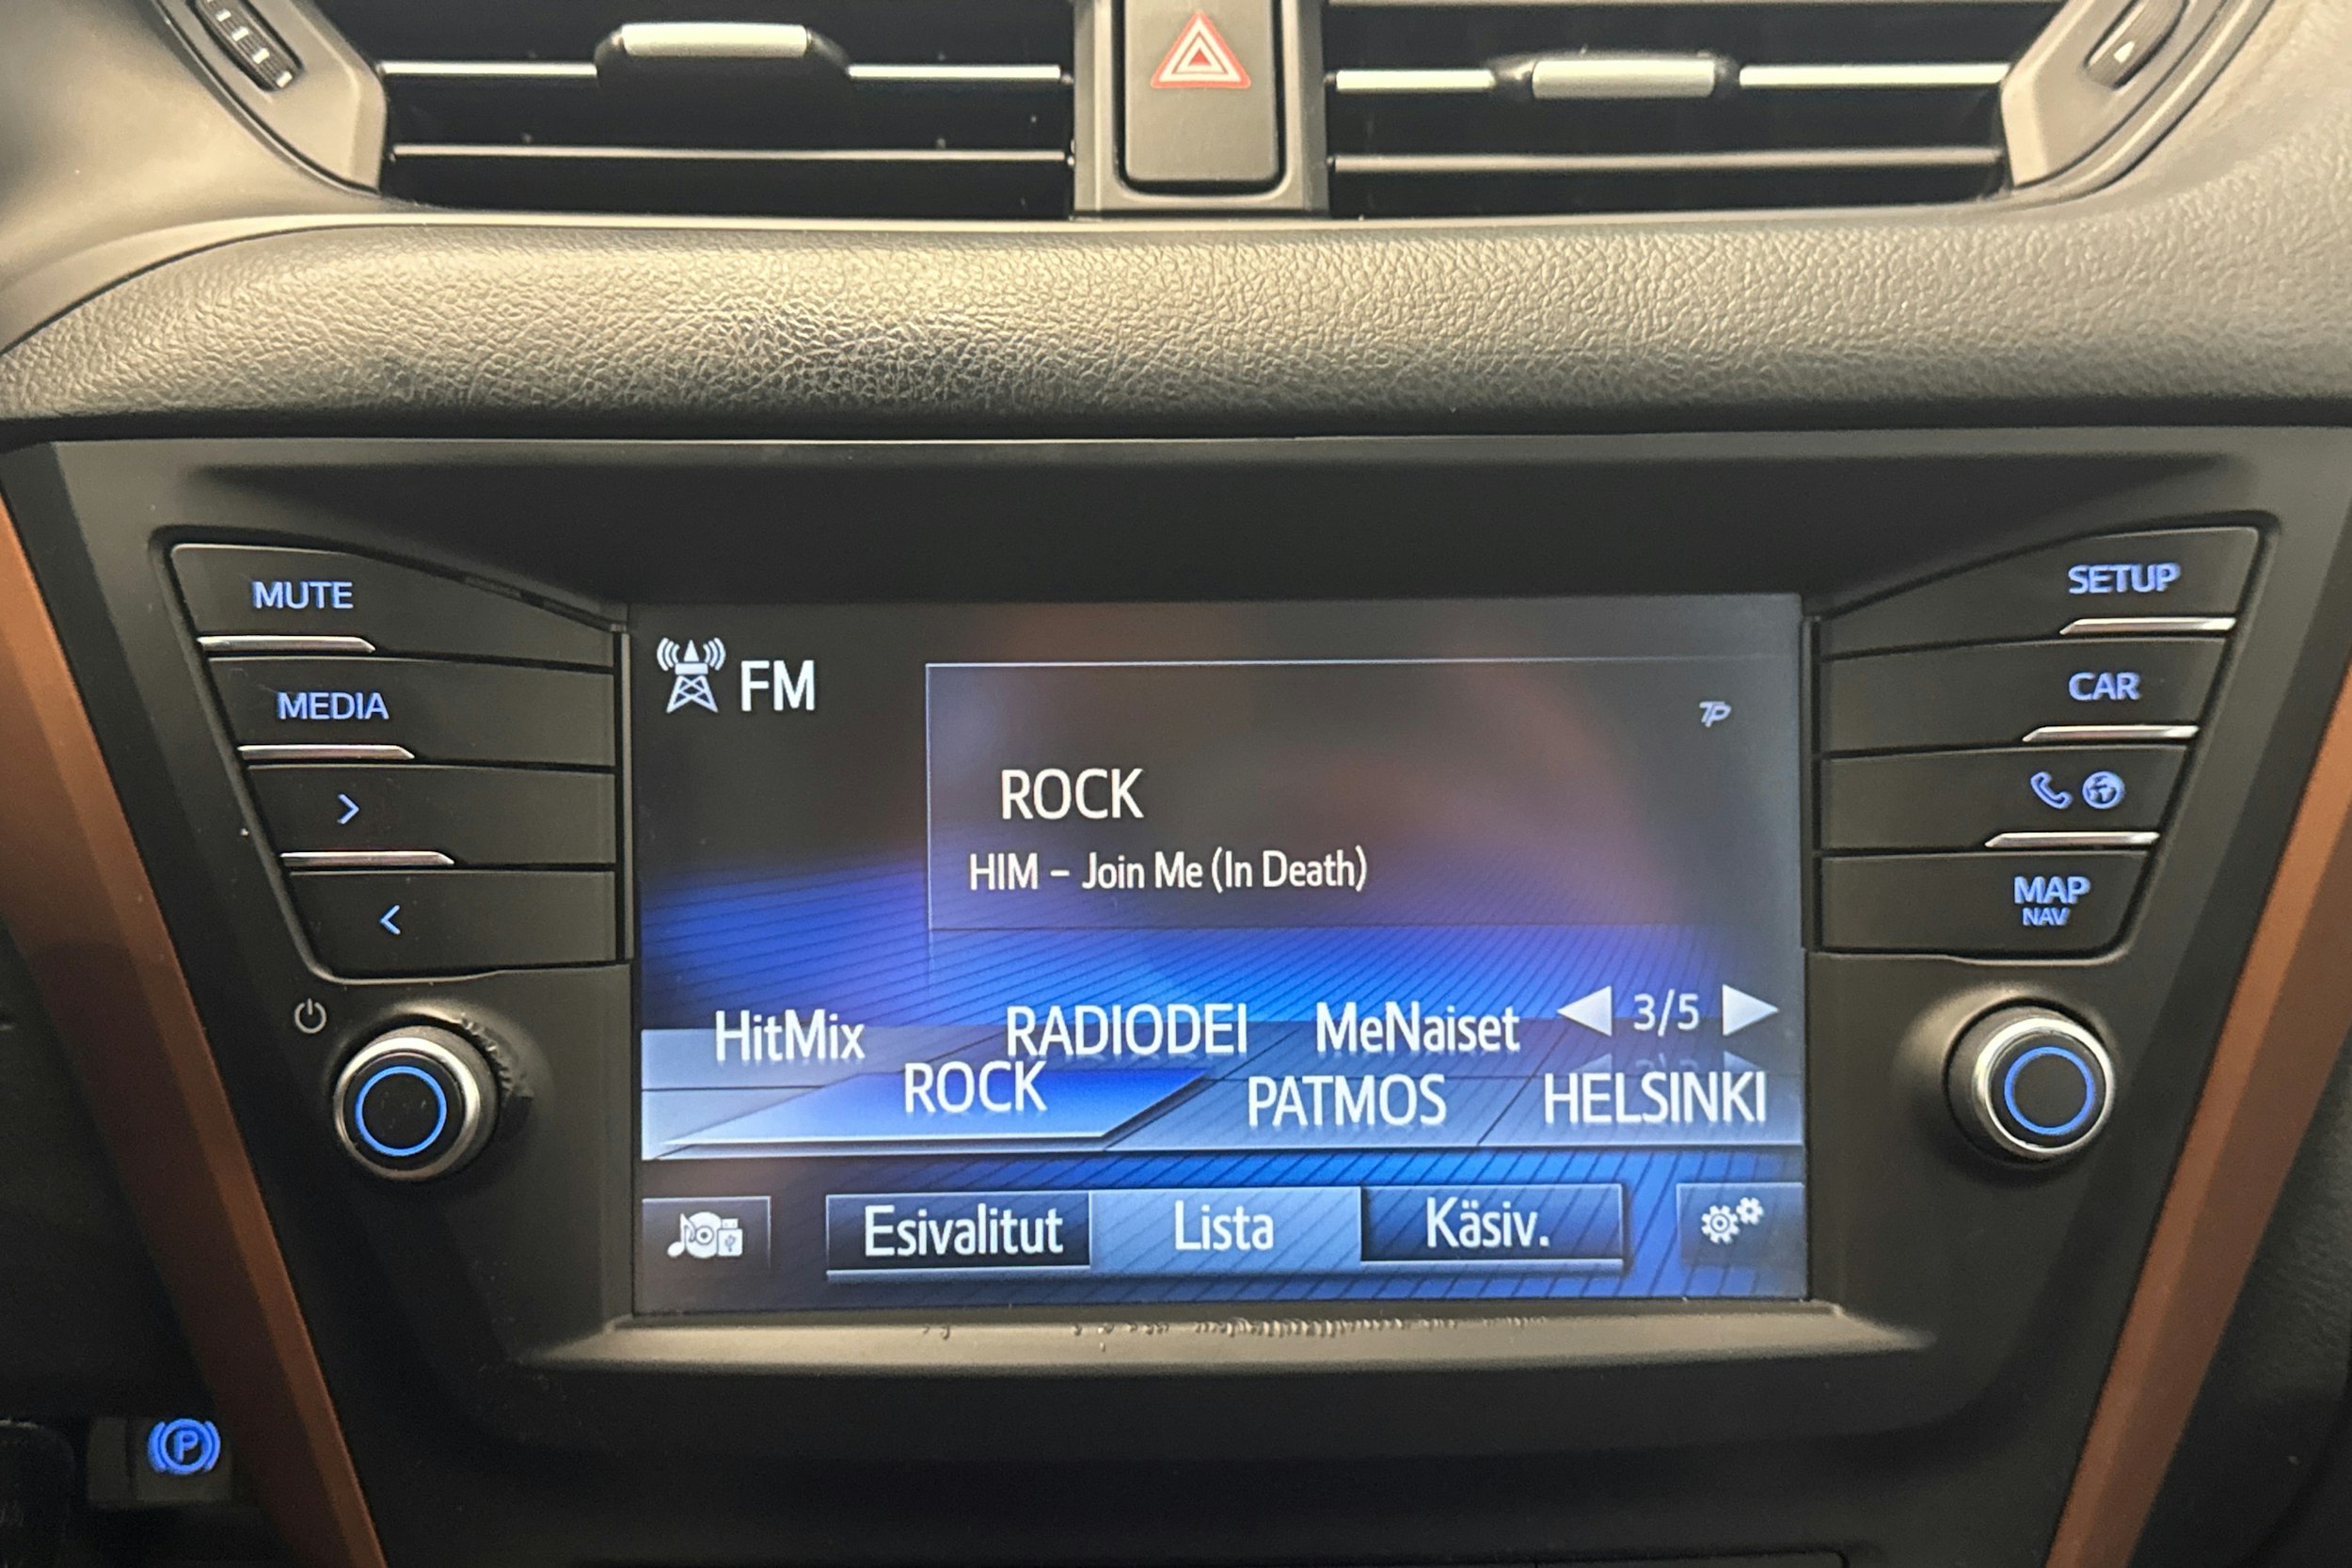 MUTE
MEDIA
SETUP
CAR
MAP
NAV
FM
TP
ROCK
HIM – Join Me (In Death)
HitMix
RADIODEI
MeNaiset
3/5
ROCK
PATMOS
HELSINKI
Esivalitut
Lista
Käsiv.
P